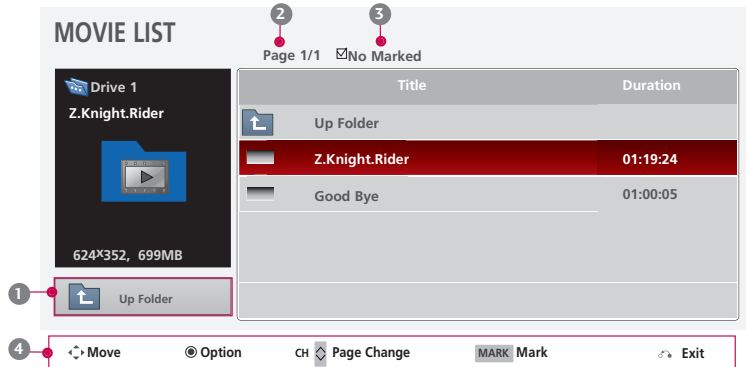 2
3
MOVIE LIST
Page 1/1 ☑No Marked
Drive 1
Z.Knight.Rider
624X352, 699MB
Title Duration
Up Folder
Z.Knight.Rider 01:19:24
Good Bye 01:00:05
1
Up Folder
4
Move Option CH Page Change MARK Mark Exit